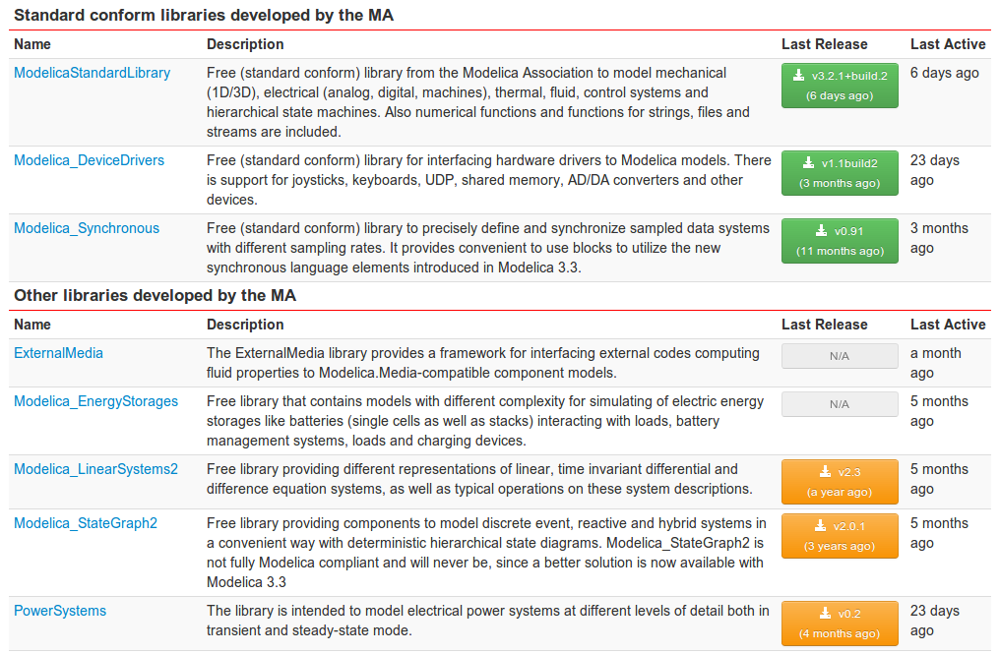 Standard conform libraries developed by the MA
Name Description Last Release Last Active
ModelicaStandardLibrary Free (standard conform) library from the Modelica Association to model mechanical v3.2.1+build.2 6 days ago
(1D/3D), electrical (analog, digital, machines), thermal, fluid, control systems and (6 days ago)
hierarchical state machines. Also numerical functions and functions for strings, files and
streams are included.
Modelica_DeviceDrivers Free (standard conform) library for interfacing hardware drivers to Modelica models. There v1.1build2 23 days
is support for joysticks, keyboards, UDP, shared memory, AD/DA converters and other (3 months ago) ago
devices.
Modelica_Synchronous Free (standard conform) library to precisely define and synchronize sampled data systems v0.91 3 months
with different sampling rates. It provides convenient to use blocks to utilize the new (11 months ago) ago
synchronous language elements introduced in Modelica 3.3.
Other libraries developed by the MA
Name Description Last Release Last Active
ExternalMedia The ExternalMedia library provides a framework for interfacing external codes computing N/A a month
fluid properties to Modelica.Media-compatible component models. ago
Modelica_EnergyStorages Free library that contains models with different complexity for simulating of electric energy N/A 5 months
storages like batteries (single cells as well as stacks) interacting with loads, battery ago
management systems, loads and charging devices.
Modelica_LinearSystems2 Free library providing different representations of linear, time invariant differential and v2.3 5 months
difference equation systems, as well as typical operations on these system descriptions. (a year ago) ago
Modelica_StateGraph2 Free library providing components to model discrete event, reactive and hybrid systems in v2.0.1 5 months
a convenient way with deterministic hierarchical state diagrams. Modelica_StateGraph2 is (3 years ago) ago
not fully Modelica compliant and will never be, since a better solution is now available with
Modelica 3.3
PowerSystems The library is intended to model electrical power systems at different levels of detail both in v0.2 23 days
transient and steady-state mode. (4 months ago) ago